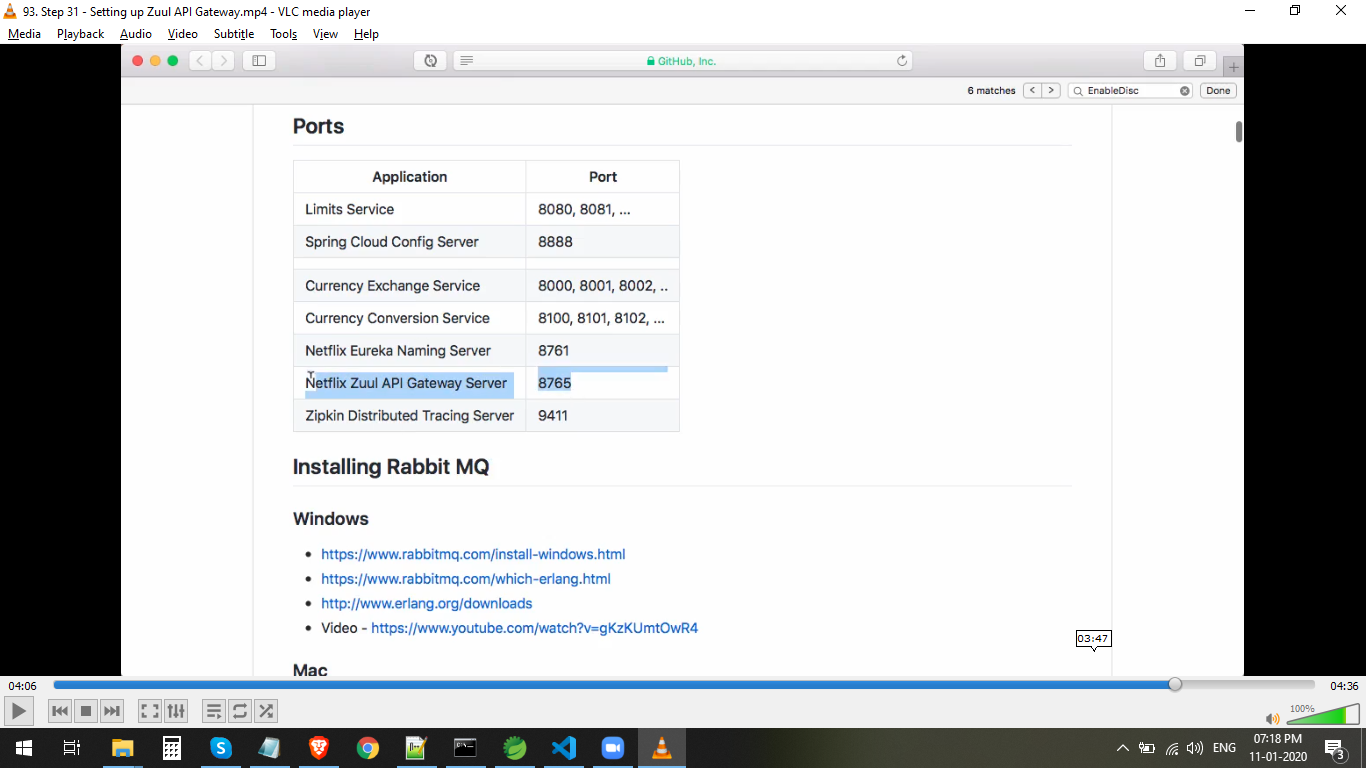 93. Step 31 - Setting up Zuul API Gateway.mp4 - VLC media player
Media Playback Audio Video Subtitle Tools View Help
GitHub, Inc.
6 matches EnableDisc Done
Ports
Application Port
Limits Service 8080, 8081, ...
Spring Cloud Config Server 8888
Currency Exchange Service 8000, 8001, 8002, ..
Currency Conversion Service 8100, 8101, 8102, ...
Netflix Eureka Naming Server 8761
Netflix Zuul API Gateway Server 8765
Zipkin Distributed Tracing Server 9411
Installing Rabbit MQ
Windows
https://www.rabbitmq.com/install-windows.html
https://www.rabbitmq.com/which-erlang.html
http://www.erlang.org/downloads
Video - https://www.youtube.com/watch?v=gKzKUmtOwR4
03:47
Mac
04:06 04:36
100%
ENG
07:18 PM
11-01-2020
3